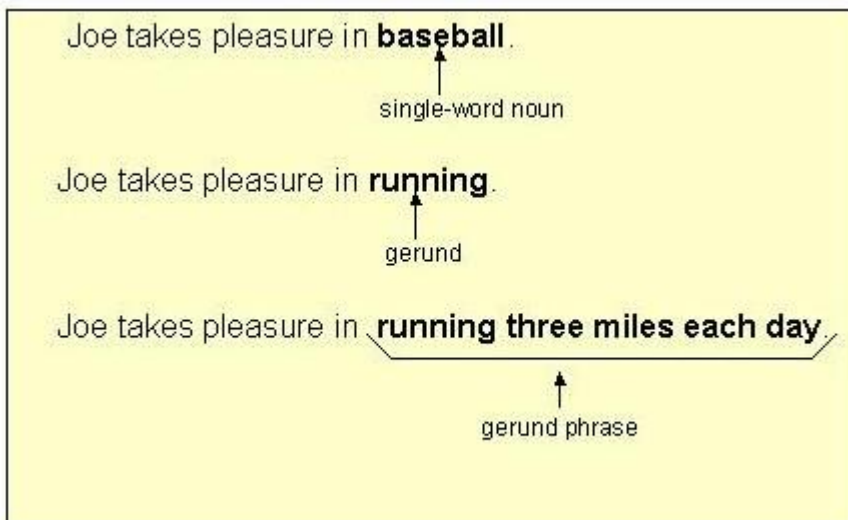 Joe takes pleasure in baseball.
single-word noun
Joe takes pleasure in running.
gerund
Joe takes pleasure in running three miles each day.
gerund phrase